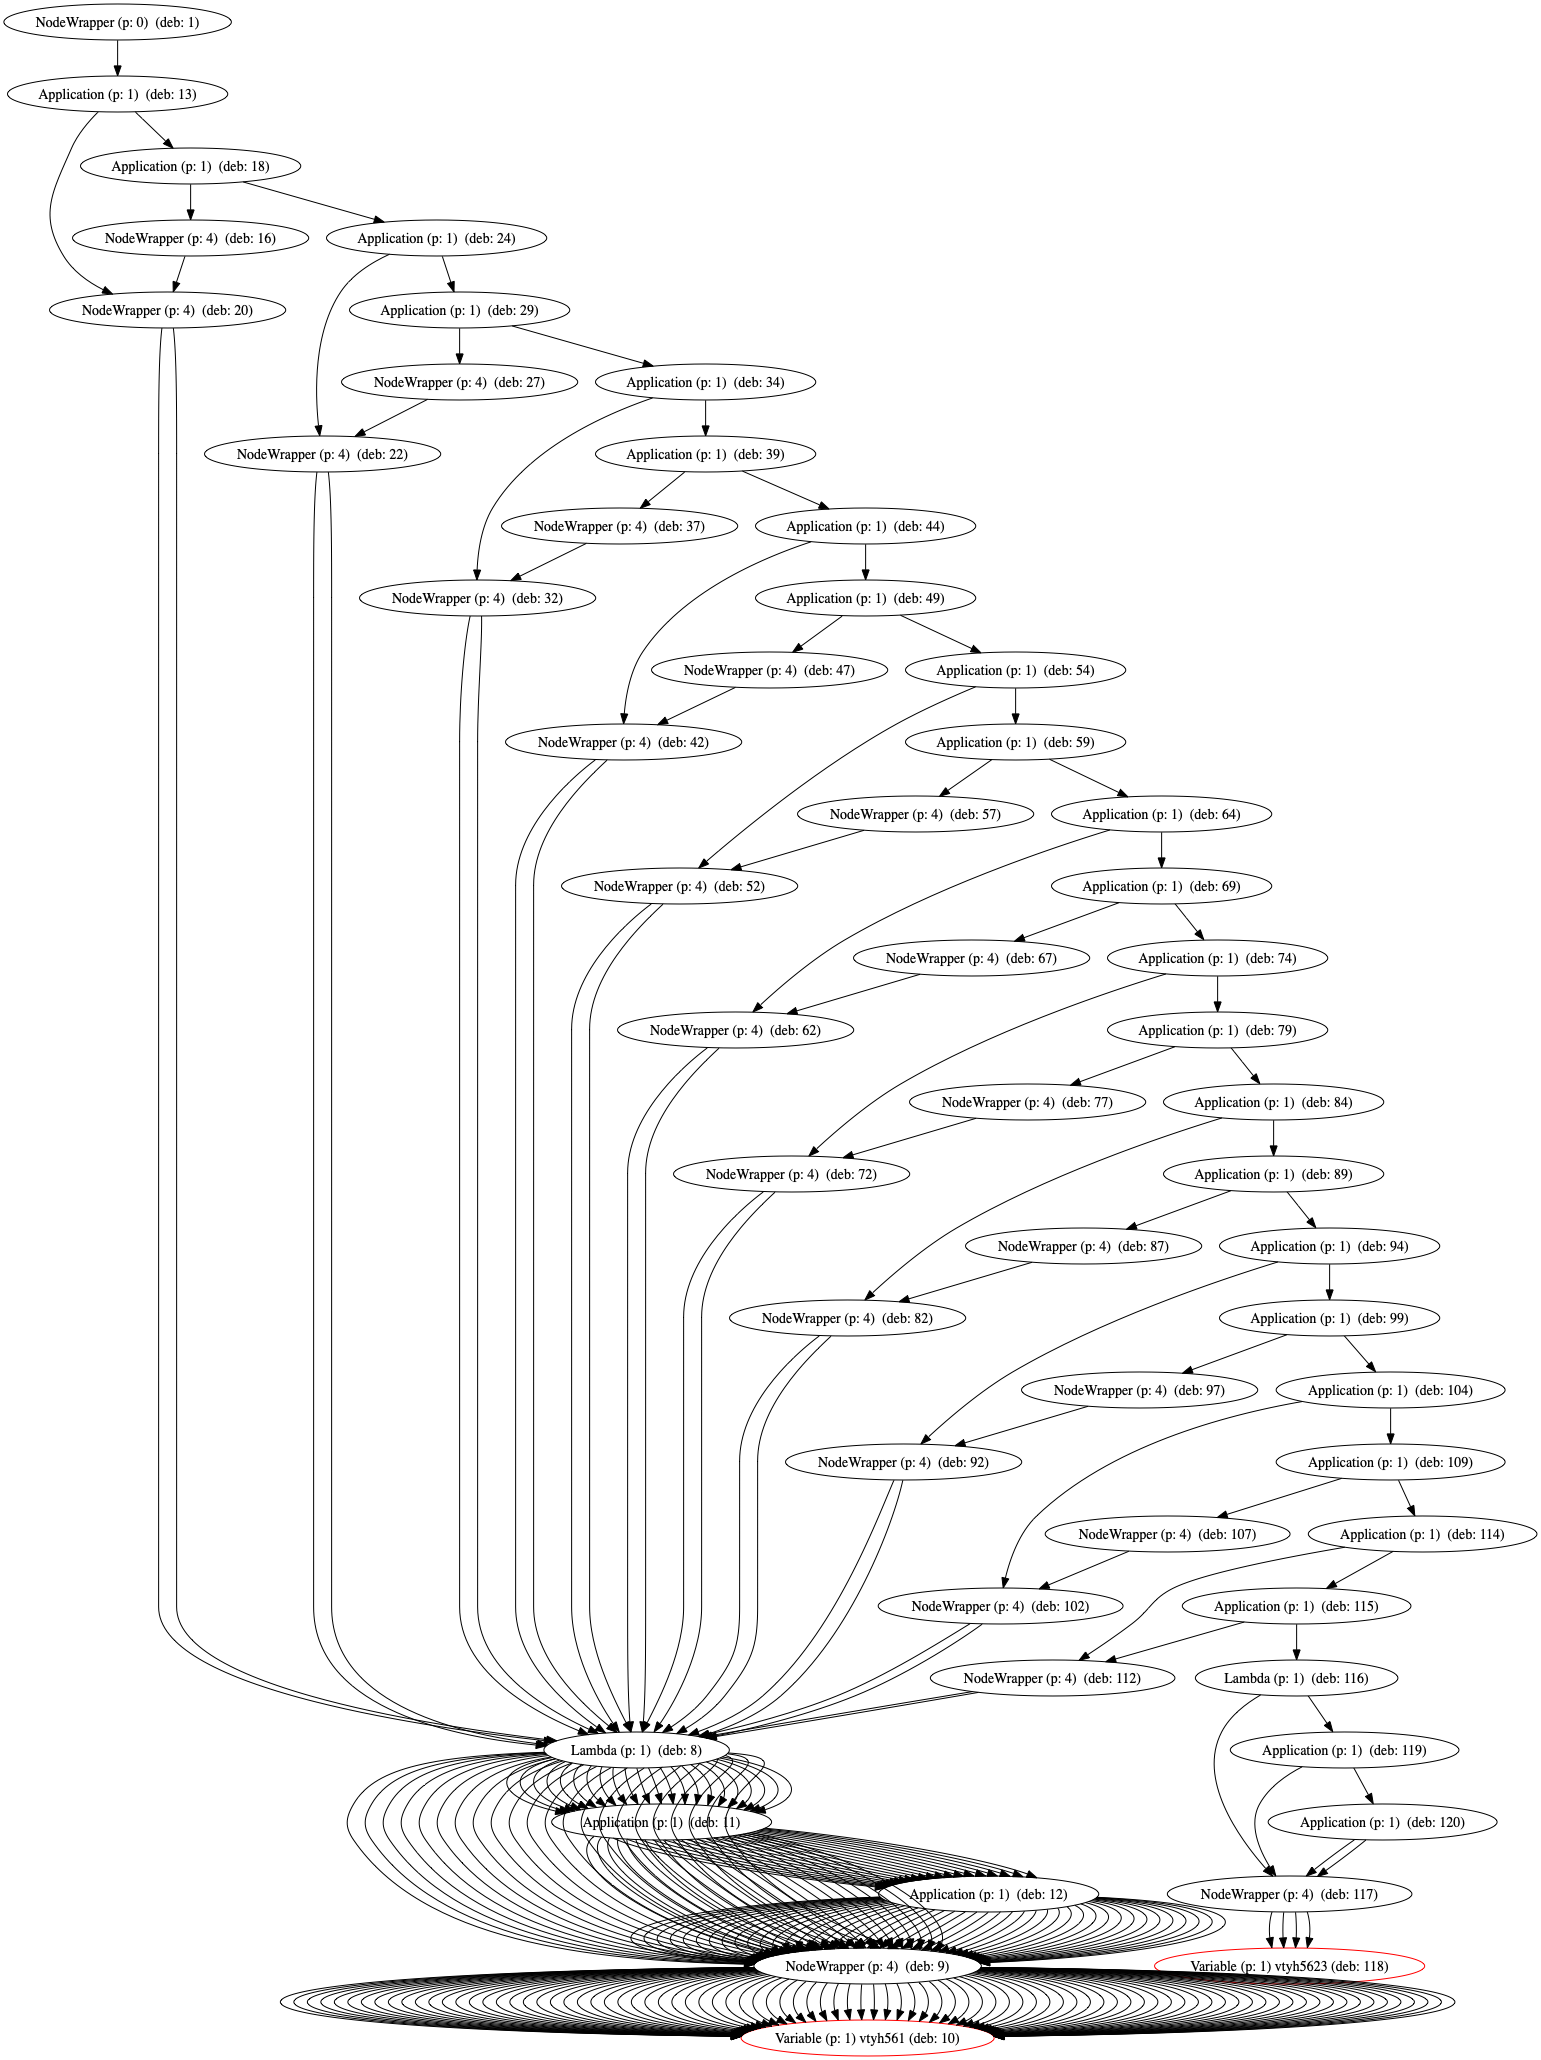 NodeWrapper (p: 0)  (deb: 1)
Application (p: 1)  (deb: 13)
Application (p: 1)  (deb: 18)
NodeWrapper (p: 4)  (deb: 16)
Application (p: 1)  (deb: 24)
NodeWrapper (p: 4)  (deb: 20)
Application (p: 1)  (deb: 29)
NodeWrapper (p: 4)  (deb: 27)
Application (p: 1)  (deb: 34)
NodeWrapper (p: 4)  (deb: 22)
Application (p: 1)  (deb: 39)
NodeWrapper (p: 4)  (deb: 37)
Application (p: 1)  (deb: 44)
NodeWrapper (p: 4)  (deb: 32)
Application (p: 1)  (deb: 49)
NodeWrapper (p: 4)  (deb: 47)
Application (p: 1)  (deb: 54)
NodeWrapper (p: 4)  (deb: 42)
Application (p: 1)  (deb: 59)
NodeWrapper (p: 4)  (deb: 57)
Application (p: 1)  (deb: 64)
NodeWrapper (p: 4)  (deb: 52)
Application (p: 1)  (deb: 69)
NodeWrapper (p: 4)  (deb: 67)
Application (p: 1)  (deb: 74)
NodeWrapper (p: 4)  (deb: 62)
Application (p: 1)  (deb: 79)
NodeWrapper (p: 4)  (deb: 77)
Application (p: 1)  (deb: 84)
NodeWrapper (p: 4)  (deb: 72)
Application (p: 1)  (deb: 89)
NodeWrapper (p: 4)  (deb: 87)
Application (p: 1)  (deb: 94)
NodeWrapper (p: 4)  (deb: 82)
Application (p: 1)  (deb: 99)
NodeWrapper (p: 4)  (deb: 97)
Application (p: 1)  (deb: 104)
NodeWrapper (p: 4)  (deb: 92)
Application (p: 1)  (deb: 109)
NodeWrapper (p: 4)  (deb: 107)
Application (p: 1)  (deb: 114)
NodeWrapper (p: 4)  (deb: 102)
Application (p: 1)  (deb: 115)
NodeWrapper (p: 4)  (deb: 112)
Lambda (p: 1)  (deb: 116)
Lambda (p: 1)  (deb: 8)
Application (p: 1)  (deb: 119)
Application (p: 1)  (deb: 11)
Application (p: 1)  (deb: 120)
Application (p: 1)  (deb: 12)
NodeWrapper (p: 4)  (deb: 117)
NodeWrapper (p: 4)  (deb: 9)
Variable (p: 1) vtyh5623 (deb: 118)
Variable (p: 1) vtyh561 (deb: 10)